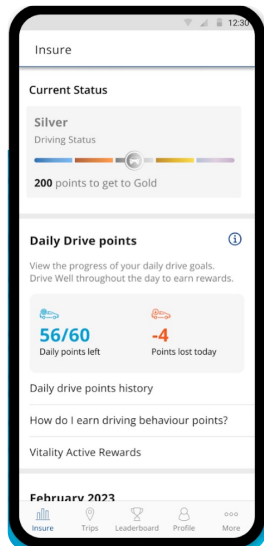 12:30
Insure
Current Status
Silver
Driving Status
200 points to get to Gold
Daily Drive points
View the progress of your daily drive goals.
Drive Well throughout the day to earn rewards.
56/60
Daily points left
-4
Points lost today
Daily drive points history
How do I earn driving behaviour points?
Vitality Active Rewards
February 2023
Insure
Trips
Leaderboard
Profile
More